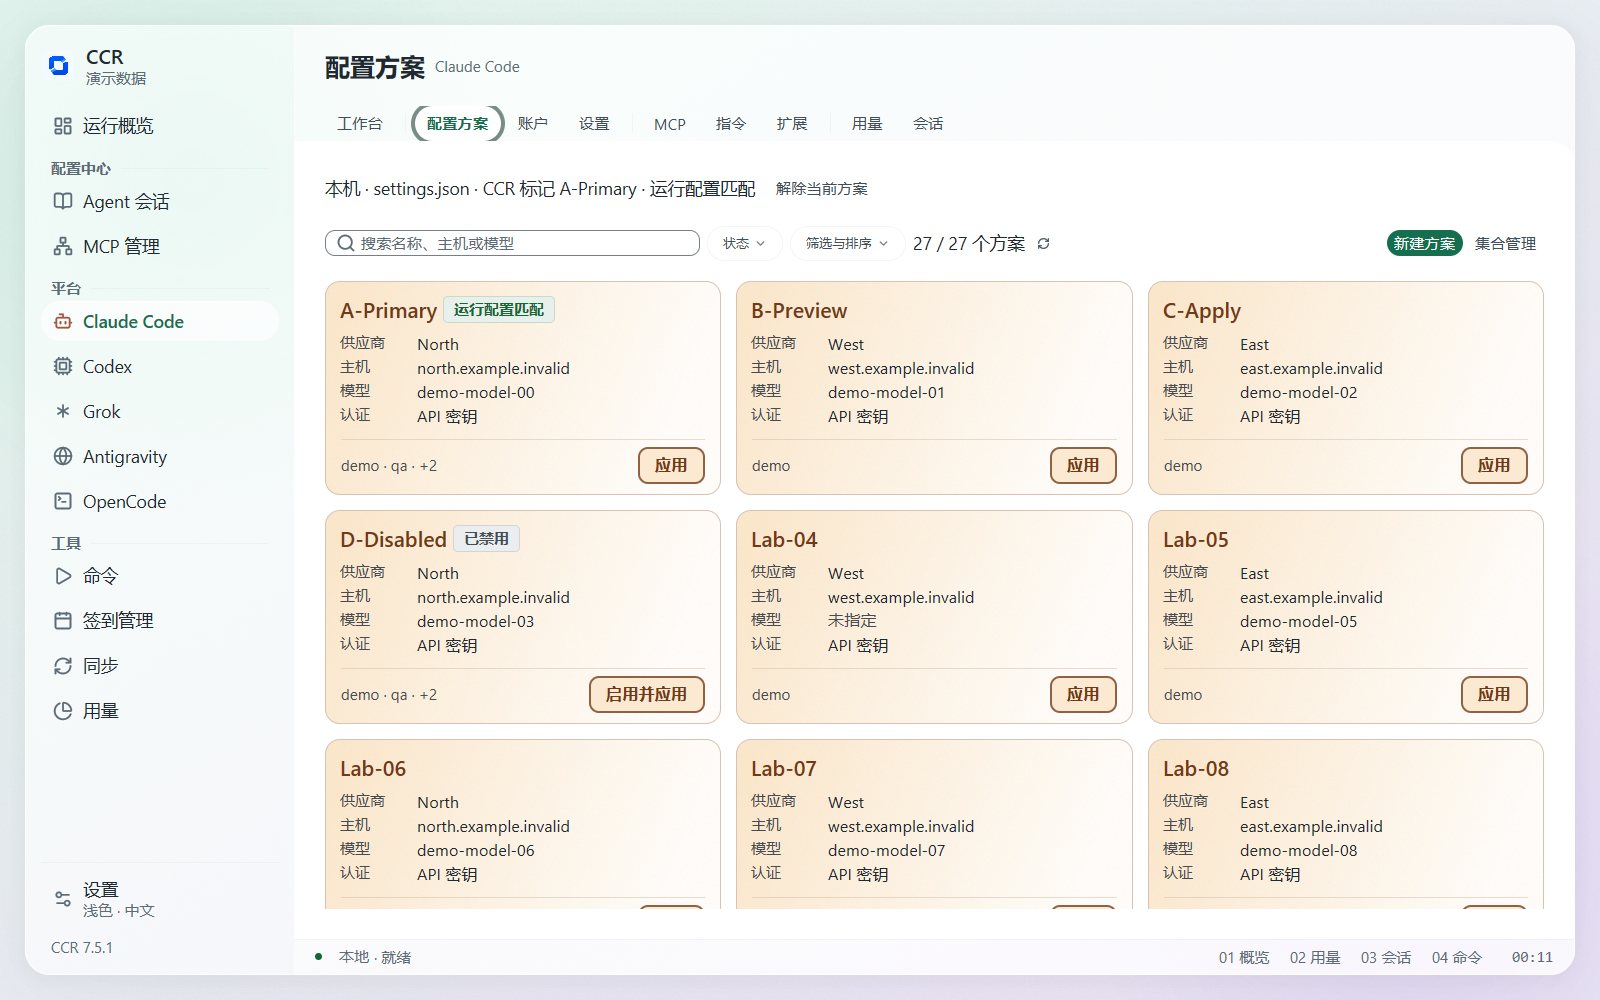 CCR
演示数据
运行概览
配置中心
Agent 会话
MCP 管理
平台
Claude Code
Codex
Grok
Antigravity
OpenCode
工具
命令
签到管理
同步
用量
设置
浅色 · 中文
CCR 7.5.1
配置方案 Claude Code
工作台 配置方案 账户 设置 MCP 指令 扩展 用量 会话
本机 · settings.json · CCR 标记 A-Primary · 运行配置匹配 解除当前方案
搜索名称、主机或模型 状态 筛选与排序 27 / 27 个方案 新建方案 集合管理
A-Primary 运行配置匹配
供应商 North
主机 north.example.invalid
模型 demo-model-00
认证 API 密钥
demo · qa · +2 应用
B-Preview
供应商 West
主机 west.example.invalid
模型 demo-model-01
认证 API 密钥
demo 应用
C-Apply
供应商 East
主机 east.example.invalid
模型 demo-model-02
认证 API 密钥
demo 应用
D-Disabled 已禁用
供应商 North
主机 north.example.invalid
模型 demo-model-03
认证 API 密钥
demo · qa · +2 启用并应用
Lab-04
供应商 West
主机 west.example.invalid
模型 未指定
认证 API 密钥
demo 应用
Lab-05
供应商 East
主机 east.example.invalid
模型 demo-model-05
认证 API 密钥
demo 应用
Lab-06
供应商 North
主机 north.example.invalid
模型 demo-model-06
认证 API 密钥
Lab-07
供应商 West
主机 west.example.invalid
模型 demo-model-07
认证 API 密钥
Lab-08
供应商 East
主机 east.example.invalid
模型 demo-model-08
认证 API 密钥
本地 · 就绪 01 概览 02 用量 03 会话 04 命令 00:11